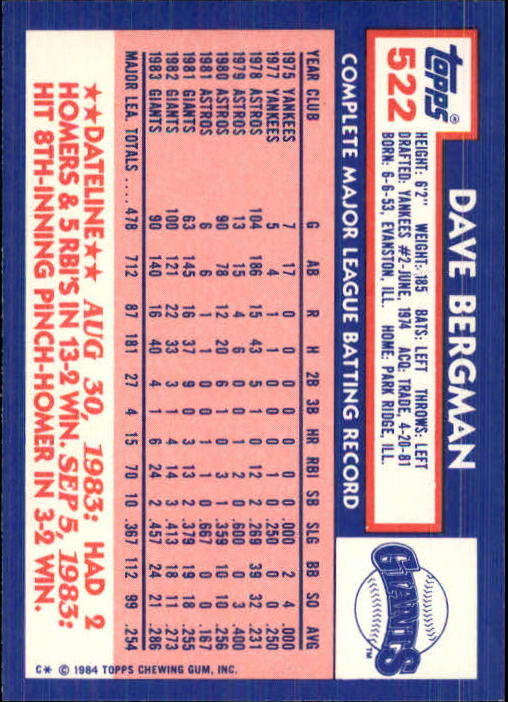 topps®
522
DAVE BERGMAN
HEIGHT: 6'2" WEIGHT: 185 BATS: LEFT THROWS: LEFT
DRAFTED: YANKEES #2-JUNE, 1974 ACQ: TRADE, 4-20-81
BORN: 6-6-53, EVANSTON, ILL. HOME: PARK RIDGE, ILL.
GIANTS™
COMPLETE MAJOR LEAGUE BATTING RECORD
YEAR CLUB G AB R H 2B 3B HR RBI SB SLG BB SO AVG
1975 YANKEES 7 17 0 0 0 0 0 0 0 .000 2 4 .000
1977 YANKEES 5 4 1 1 0 0 0 1 0 .250 0 0 .250
1978 ASTROS 104 186 15 43 5 1 0 12 2 .269 39 32 .231
1979 ASTROS 13 15 4 6 0 0 1 2 0 .600 0 3 .400
1980 ASTROS 90 78 12 20 6 1 0 3 1 .359 10 10 .256
1981 ASTROS 6 6 1 1 0 0 1 1 0 .667 0 0 .167
1981 GIANTS 63 145 16 37 9 0 3 13 2 .379 19 18 .255
1982 GIANTS 100 121 22 33 3 1 4 14 3 .413 18 11 .273
1983 GIANTS 90 140 16 40 4 1 6 24 2 .457 24 21 .286
MAJOR LEA. TOTALS .... 478 712 87 181 27 4 15 70 10 .367 112 99 .254
★★DATELINE★★ AUG 30, 1983: HAD 2
HOMERS & 5 RBI'S IN 13-2 WIN. SEP 5, 1983:
HIT 8TH-INNING PINCH-HOMER IN 3-2 WIN.
C* © 1984 TOPPS CHEWING GUM, INC.